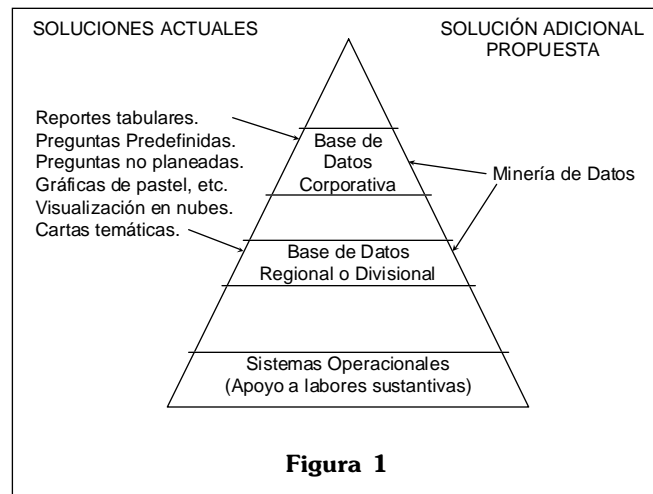 SOLUCIONES ACTUALES
SOLUCIÓN ADICIONAL
PROPUESTA
Reportes tabulares.
Preguntas Predefinidas.
Preguntas no planeadas.
Gráficas de pastel, etc.
Visualización en nubes.
Cartas temáticas.
Base de
Datos
Corporativa
Minería de Datos
Base de Datos
Regional o Divisional
Sistemas Operacionales
(Apoyo a labores sustantivas)
Figura 1